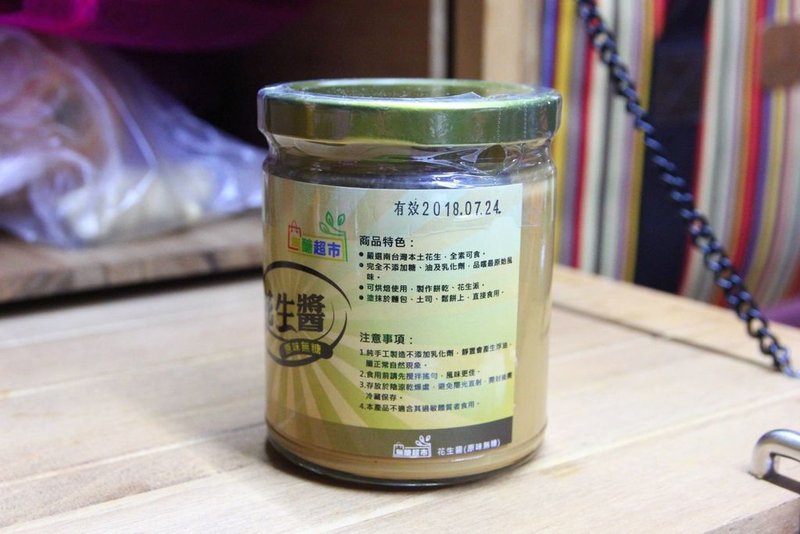 有效2018.07.24.
無醣超市
商品特色：
● 嚴選南台灣本土花生，全素可食。
● 完全不添加糖、油及乳化劑，品嚐最原始風
味。
● 可烘焙使用，製作餅乾、花生派。
● 塗抹於麵包、土司、鬆餅上，直接食用。
花生醬
原味無糖
注意事項：
1.純手工製造不添加乳化劑，靜置會產生浮油，
屬正常自然現象。
2.食用前請先攪拌搖勻，風味更佳。
3.存放於陰涼乾燥處，避免陽光直射，開封後需
冷藏保存。
4.本產品不適合其過敏體質者食用。
無醣超市 花生醬(原味無糖)